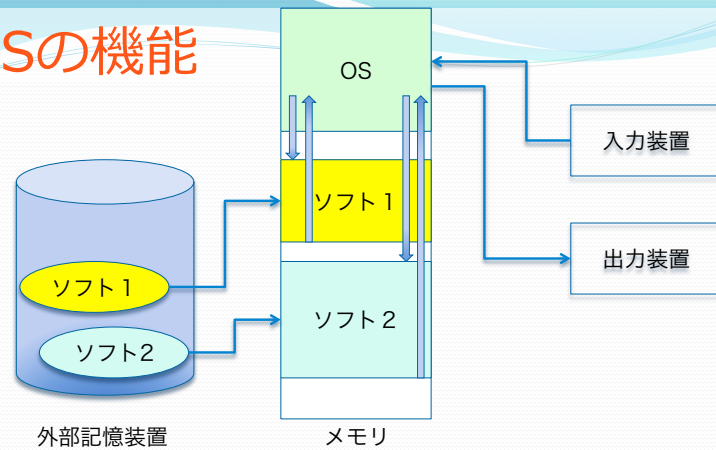 Sの機能
OS
入力装置
ソフト１
出力装置
ソフト１
ソフト２
ソフト2
外部記憶装置
メモリ